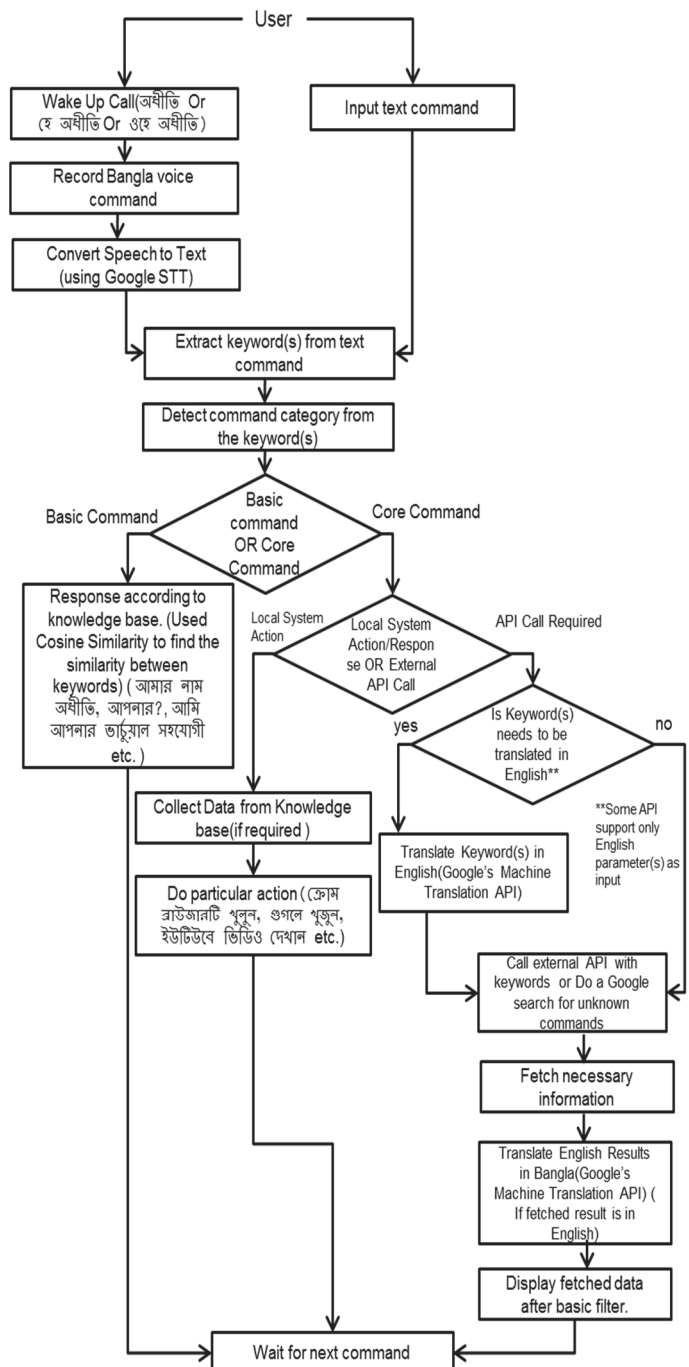 User
Wake Up Call(অধীতি Or
হে অধীতি Or ওহে অধীতি)
Input text command
Record Bangla voice
command
Convert Speech to Text
(using Google STT)
Extract keyword(s) from text
command
Detect command category from
the keyword(s)
Basic Command
Basic
command
OR Core
Command
Core Command
Response according to
knowledge base. (Used
Cosine Similarity to find the
similarity between
keywords) ( আমার নাম
অধীতি, আপনার?, আমি
আপনার ভার্চুয়াল সহযোগী
etc. )
Local System
Action
Local System
Action/Respon
se OR External
API Call
API Call Required
yes
Is Keyword(s)
needs to be
translated in
English**
no
Collect Data from Knowledge
base(if required )
**Some API
support only
English
parameter(s) as
input
Translate Keyword(s) in
English(Google's Machine
Translation API)
Do particular action (ক্রোম
ব্রাউজারটি খুলুন, গুগলে খুজুন,
ইউটিউবে ভিডিও দেখান etc.)
Call external API with
keywords or Do a Google
search for unknown
commands
Fetch necessary
information
Translate English Results
in Bangla(Google's
Machine Translation API) (
If fetched result is in
English)
Display fetched data
after basic filter.
Wait for next command